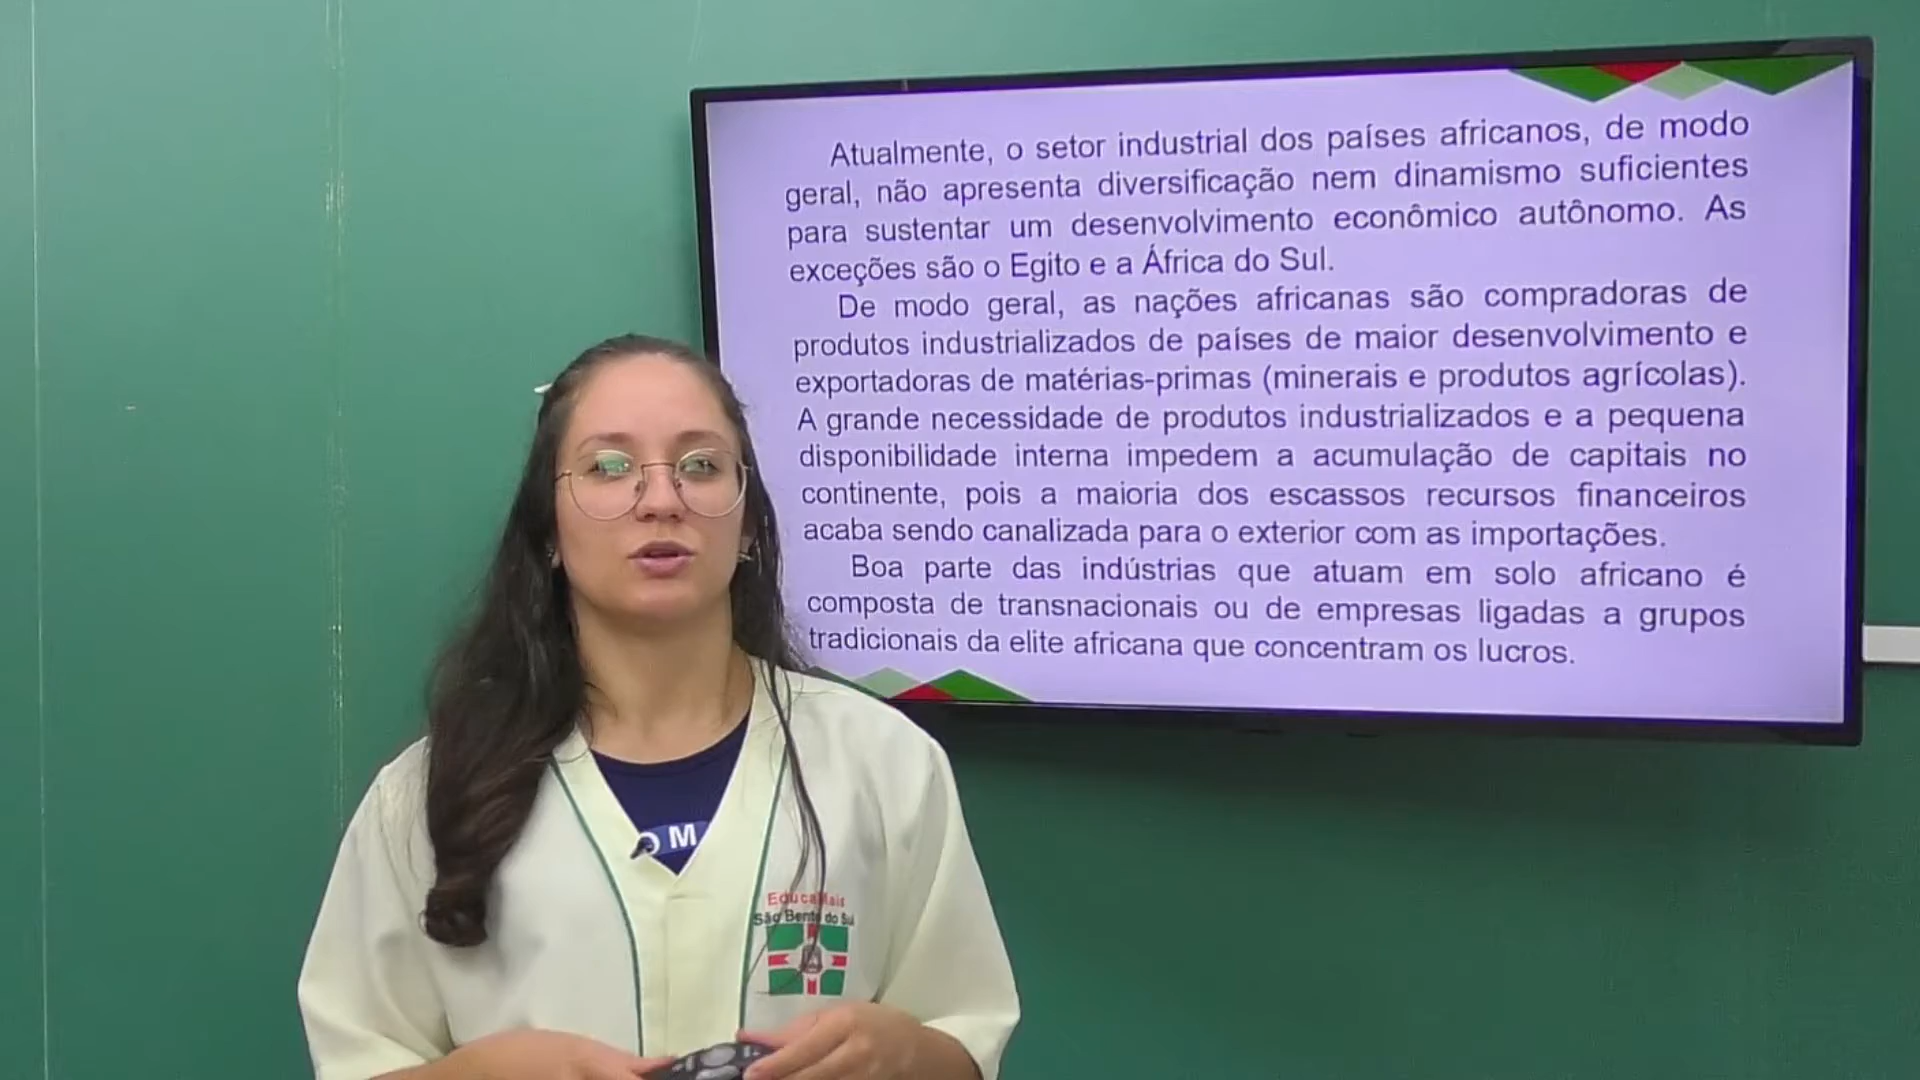 Atualmente, o setor industrial dos países africanos, de modo
geral, não apresenta diversificação nem dinamismo suficientes
para sustentar um desenvolvimento econômico autônomo. As
exceções são o Egito e a África do Sul.
De modo geral, as nações africanas são compradoras de
produtos industrializados de países de maior desenvolvimento e
exportadoras de matérias-primas (minerais e produtos agrícolas).
A grande necessidade de produtos industrializados e a pequena
disponibilidade interna impedem a acumulação de capitais no
continente, pois a maioria dos escassos recursos financeiros
acaba sendo canalizada para o exterior com as importações.
Boa parte das indústrias que atuam em solo africano é
composta de transnacionais ou de empresas ligadas a grupos
tradicionais da elite africana que concentram os lucros.
OM
EducaMais
São Bento do Sul